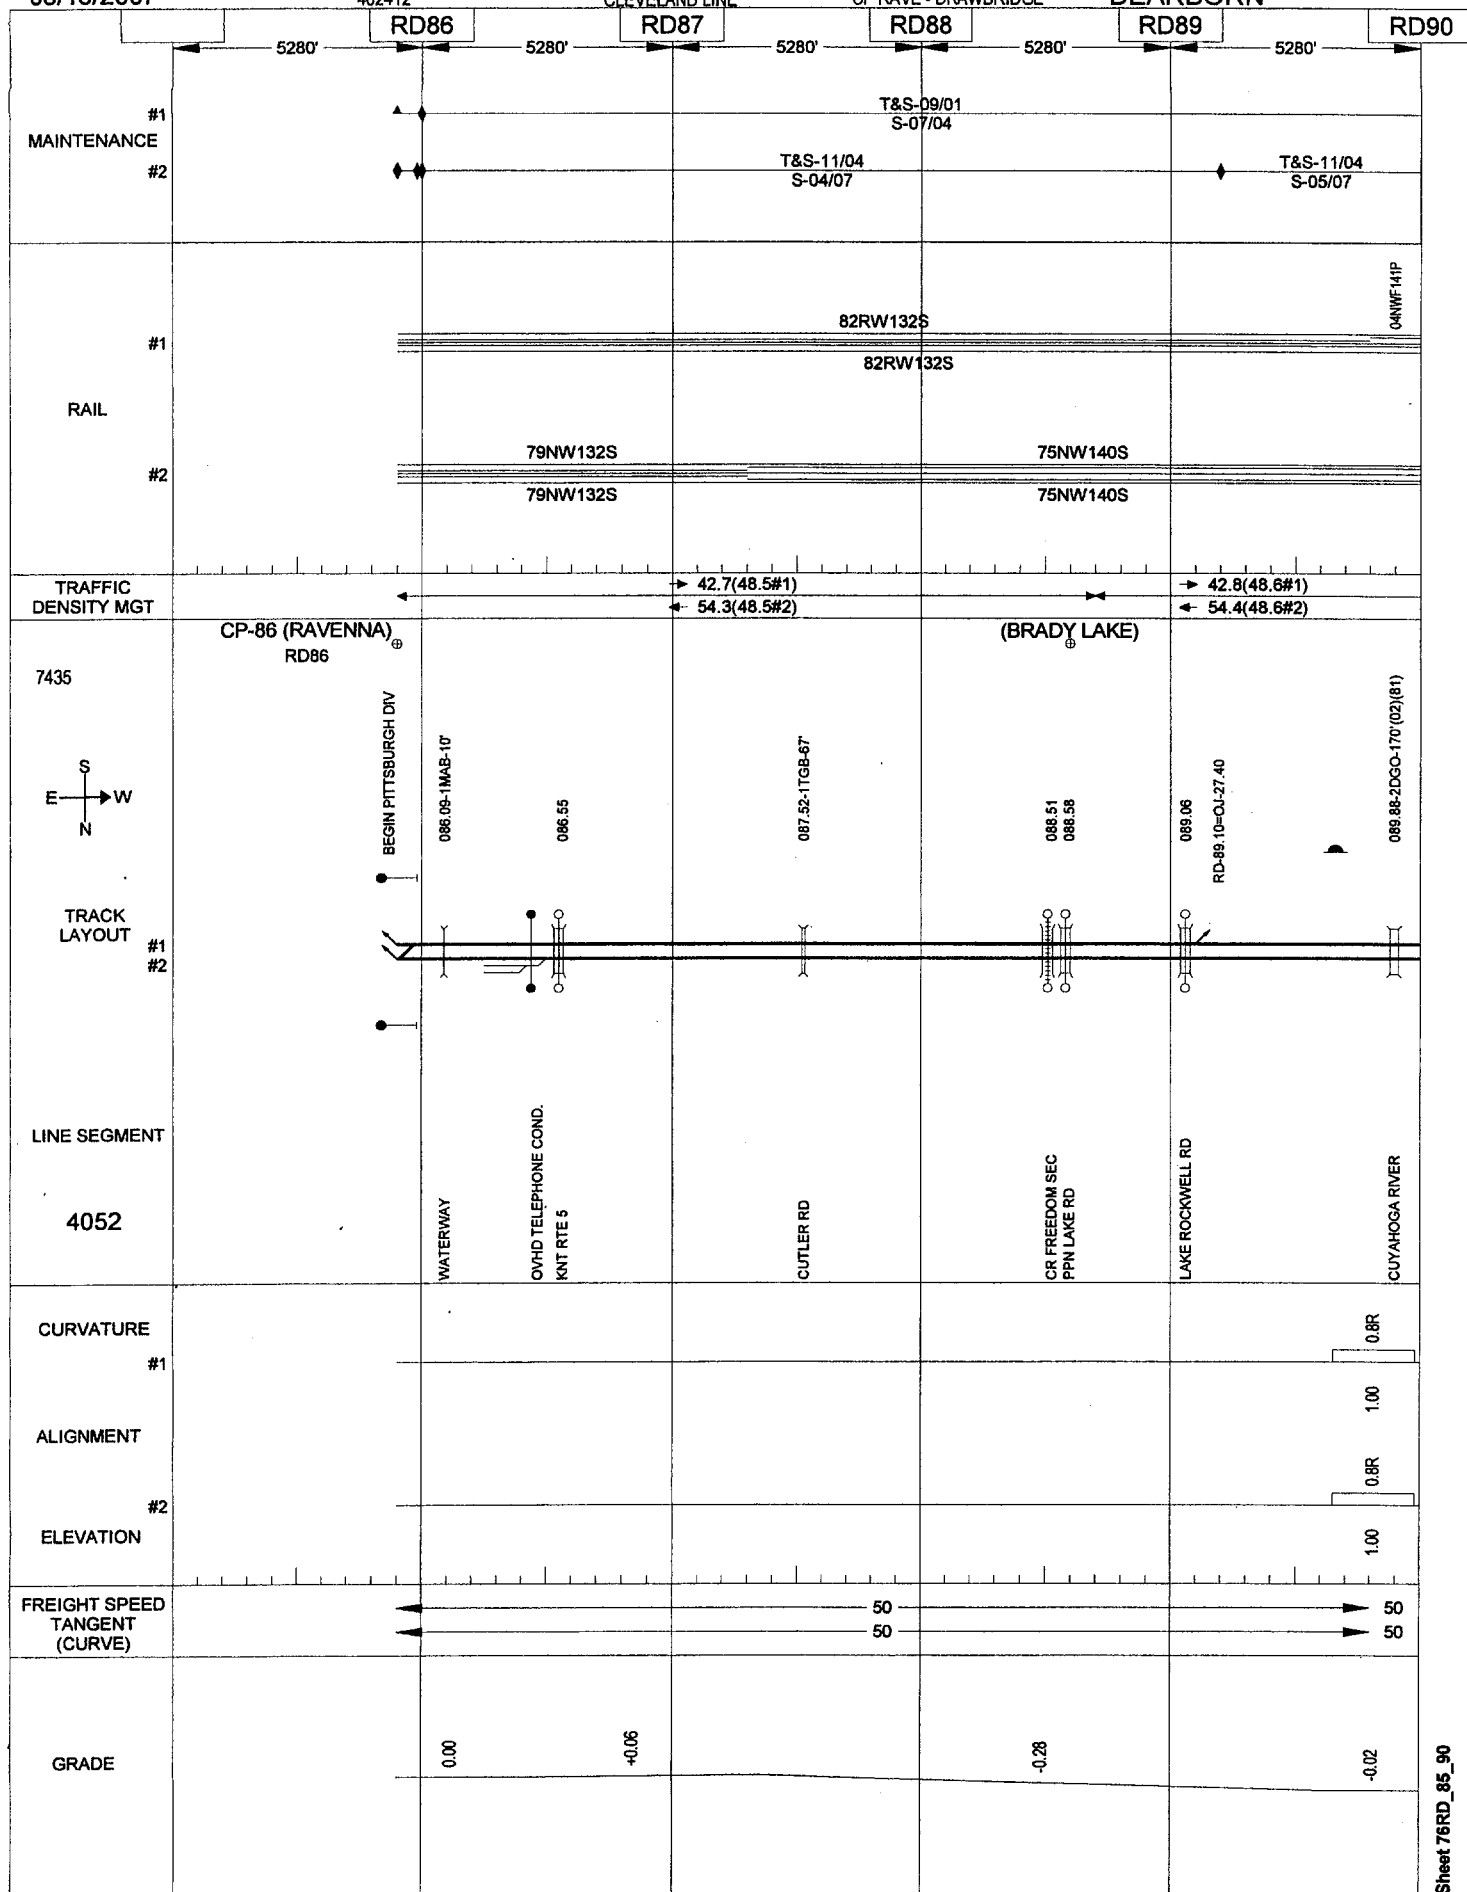 402412
CLEVELAND LINE
CP RAVE - DRAWBRIDGE
DEARBORN
RD86
RD87
RD88
RD89
RD90
5280'
5280'
5280'
5280'
5280'
MAINTENANCE
#1
T&S-09/01
S-07/04
#2
T&S-11/04
S-04/07
T&S-11/04
S-05/07
RAIL
04NWF141P
#1
82RW132S
82RW132S
#2
79NW132S
75NW140S
79NW132S
75NW140S
TRAFFIC
DENSITY MGT
42.7(48.5#1)
42.8(48.6#1)
54.3(48.5#2)
54.4(48.6#2)
CP-86 (RAVENNA)
RD86
(BRADY LAKE)
7435
S
E
W
N
BEGIN PITTSBURGH DIV
086.09-1MAB-10'
086.55
087.52-1TGB-67'
088.51
088.58
089.06
RD-89.10=OJ-27.40
089.88-2DGO-170'(02)(81)
TRACK
LAYOUT
#1
#2
LINE SEGMENT
4052
WATERWAY
OVHD TELEPHONE COND.
KNT RTE 5
CUTLER RD
CR FREEDOM SEC
PPN LAKE RD
LAKE ROCKWELL RD
CUYAHOGA RIVER
CURVATURE
#1
0.8R
1.00
ALIGNMENT
#2
0.8R
1.00
ELEVATION
FREIGHT SPEED
TANGENT
(CURVE)
50
50
50
50
GRADE
0.00
+0.06
-0.28
-0.02
Sheet 76RD_85_90